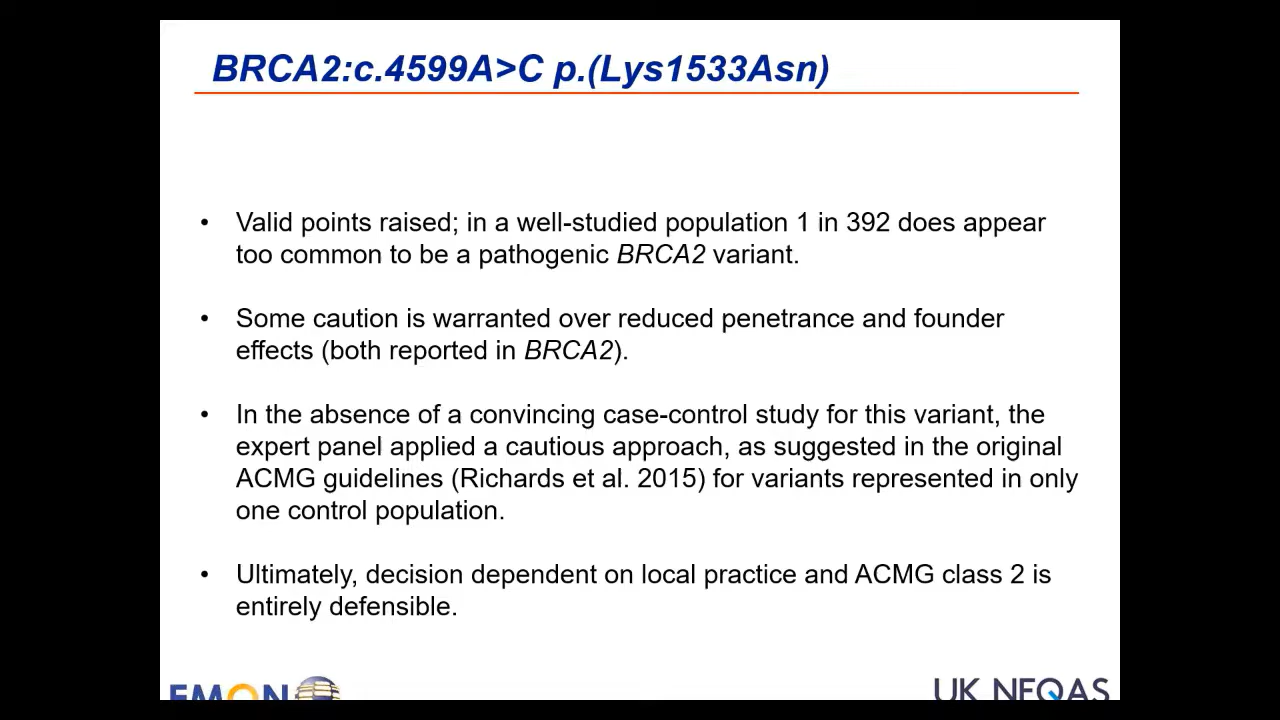 BRCA2:c.4599A>C p.(Lys1533Asn)
• Valid points raised; in a well-studied population 1 in 392 does appear
too common to be a pathogenic BRCA2 variant.
• Some caution is warranted over reduced penetrance and founder
effects (both reported in BRCA2).
• In the absence of a convincing case-control study for this variant, the
expert panel applied a cautious approach, as suggested in the original
ACMG guidelines (Richards et al. 2015) for variants represented in only
one control population.
• Ultimately, decision dependent on local practice and ACMG class 2 is
entirely defensible.
EMQN
UK NEQAS